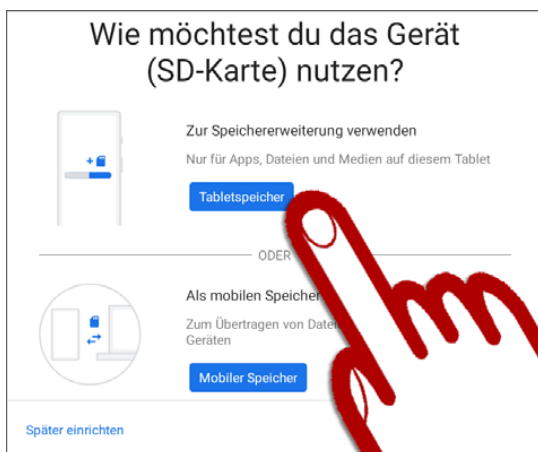 Wie möchtest du das Gerät
(SD-Karte) nutzen?
Zur Speichererweiterung verwenden
Nur für Apps, Dateien und Medien auf diesem Tablet
Tabletspeicher
ODER
Als mobilen Speicher
Zum Übertragen von
Geräten
Mobiler Speicher
Später einrichten